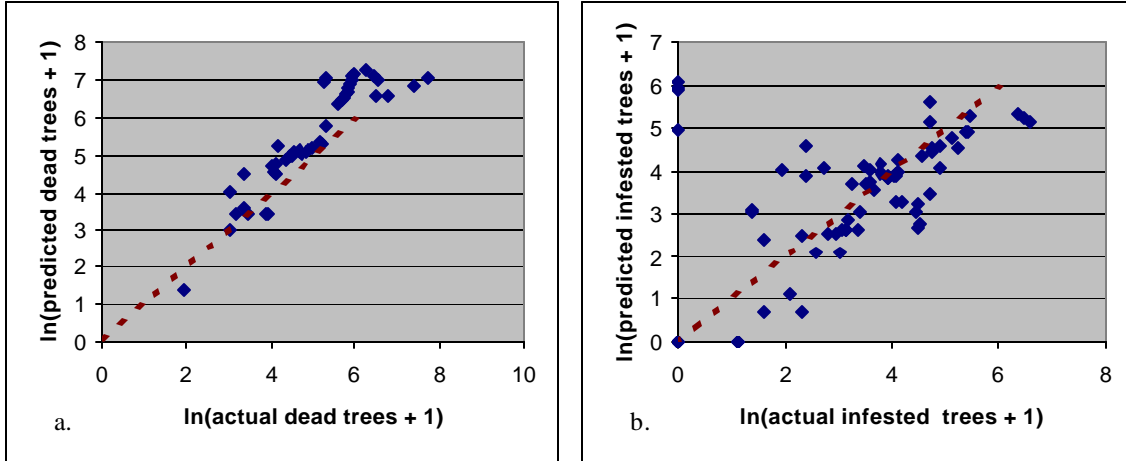 ln(predicted dead trees + 1)
8
7
6
5
4
3
2
1
0
0 2 4 6 8 10
ln(actual dead trees + 1)
a.
ln(predicted infested trees + 1)
7
6
5
4
3
2
1
0
0 2 4 6 8
ln(actual infested trees + 1)
b.